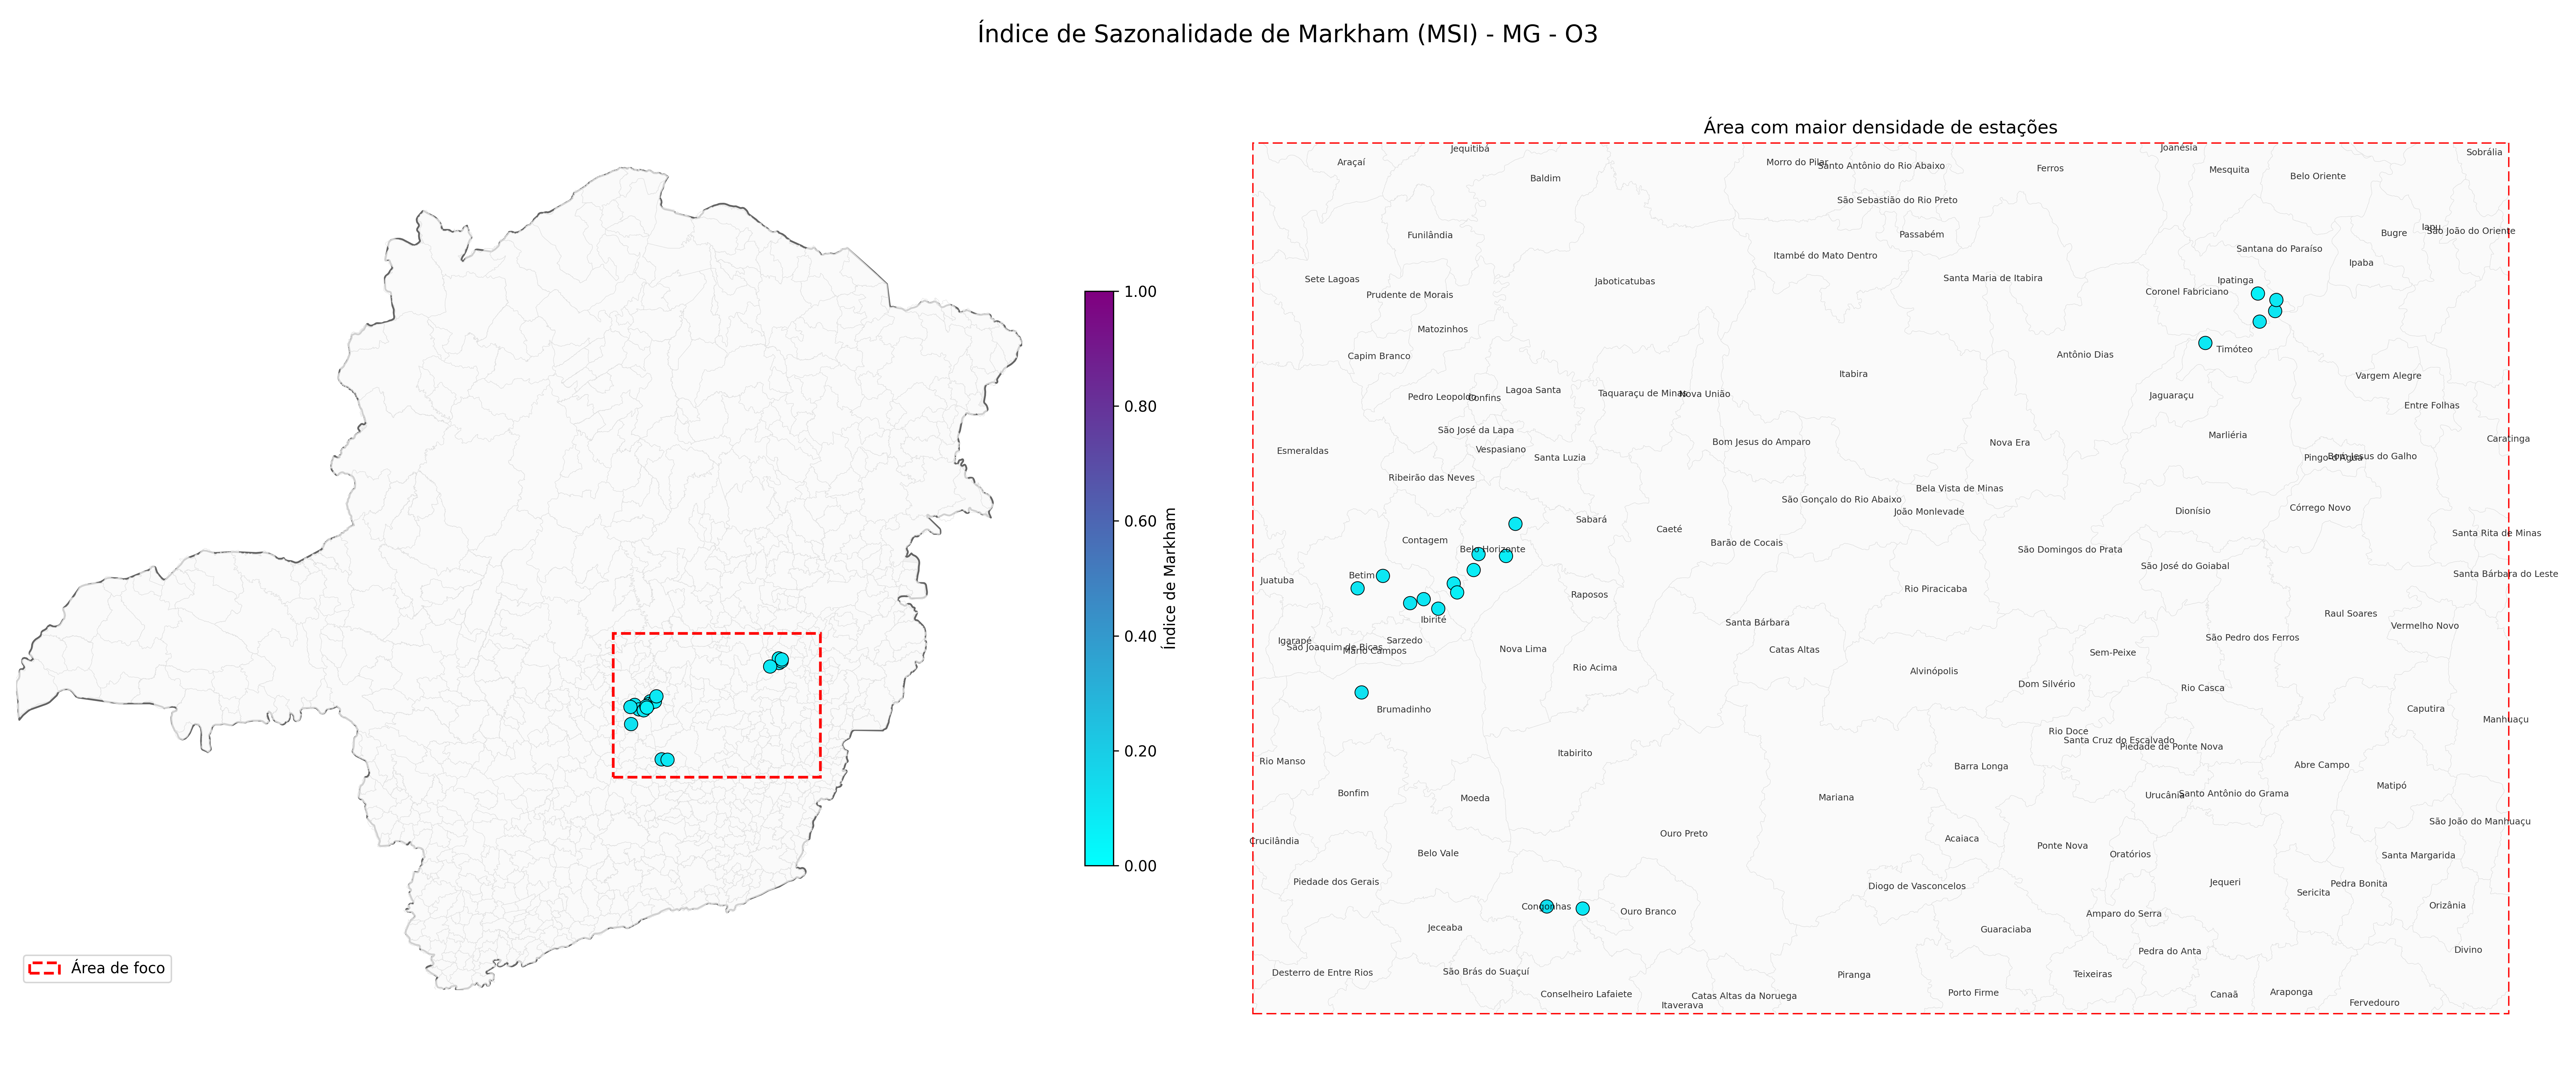 Índice de Sazonalidade de Markham (MSI) - MG - O3
Área com maior densidade de estações
1.00
0.80
0.60
0.40
0.20
0.00
Índice de Markham
Área de foco
Jequitibá
Joanésia
Sobrália
Araçaí
Morro do Pilar
Santo Antônio do Rio Abaixo
Ferros
Mesquita
Belo Oriente
Baldim
São Sebastião do Rio Preto
Funilândia
Passabém
Bugre
Iapu
São João do Oriente
Santana do Paraíso
Itambé do Mato Dentro
Ipaba
Sete Lagoas
Jaboticatubas
Santa Maria de Itabira
Ipatinga
Prudente de Morais
Coronel Fabriciano
Matozinhos
Capim Branco
Antônio Dias
Timóteo
Itabira
Vargem Alegre
Pedro Leopoldo
Confins
Lagoa Santa
Taquaraçu de Minas
Nova União
Jaguaraçu
Entre Folhas
São José da Lapa
Bom Jesus do Amparo
Nova Era
Marliéria
Caratinga
Esmeraldas
Vespasiano
Santa Luzia
Pingo-d'Água
Bom Jesus do Galho
Ribeirão das Neves
Bela Vista de Minas
São Gonçalo do Rio Abaixo
João Monlevade
Dionísio
Córrego Novo
Sabará
Caeté
Santa Rita de Minas
Contagem
Belo Horizonte
Barão de Cocais
São Domingos do Prata
São José do Goiabal
Santa Bárbara do Leste
Juatuba
Betim
Raposos
Rio Piracicaba
Ibirité
Santa Bárbara
Raul Soares
Vermelho Novo
Igarapé
São Joaquim de Bicas
Mário Campos
Sarzedo
Nova Lima
Catas Altas
São Pedro dos Ferros
Sem-Peixe
Rio Acima
Alvinópolis
Dom Silvério
Rio Casca
Brumadinho
Caputira
Manhuaçu
Rio Doce
Santa Cruz do Escalvado
Piedade de Ponte Nova
Rio Manso
Itabirito
Barra Longa
Abre Campo
Bonfim
Moeda
Mariana
Urucânia
Santo Antônio do Grama
Matipó
São João do Manhuaçu
Crucilândia
Ouro Preto
Acaiaca
Ponte Nova
Belo Vale
Oratórios
Santa Margarida
Piedade dos Gerais
Diogo de Vasconcelos
Jequeri
Sericita
Pedra Bonita
Congonhas
Ouro Branco
Amparo do Serra
Orizânia
Jeceaba
Guaraciaba
Pedra do Anta
Divino
Desterro de Entre Rios
São Brás do Suaçuí
Piranga
Teixeiras
Conselheiro Lafaiete
Catas Altas da Noruega
Porto Firme
Canaã
Araponga
Itaverava
Fervedouro